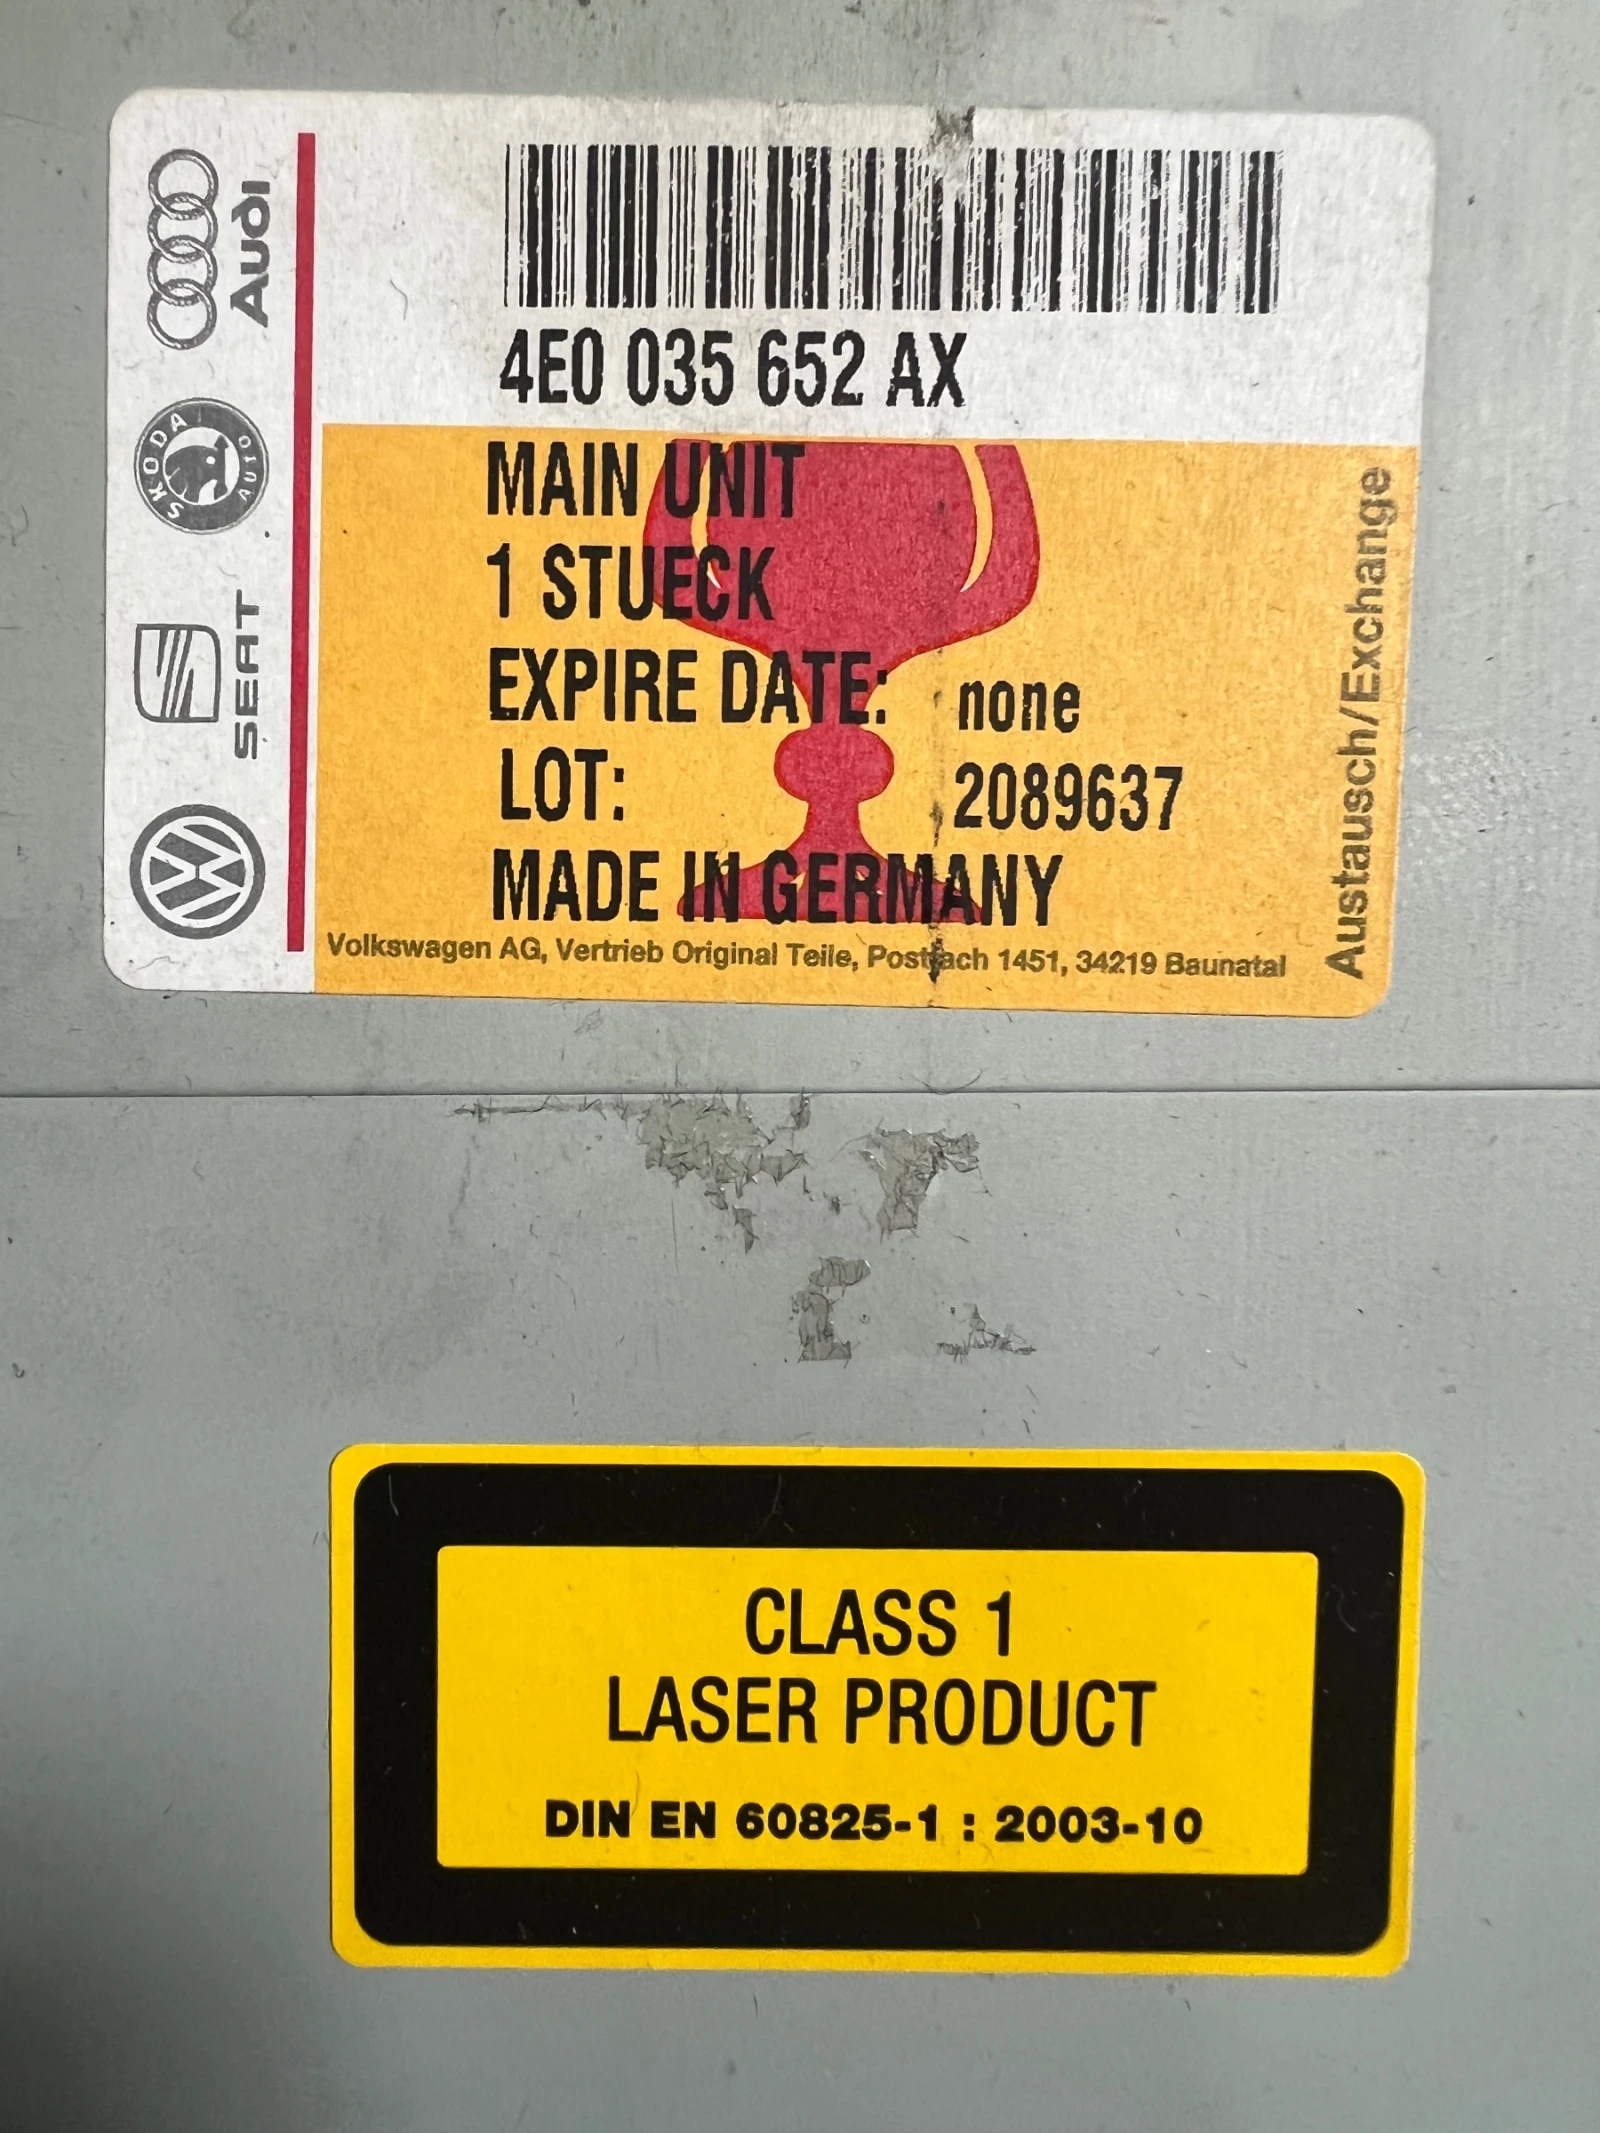 Audi
SKODA AUTO
SEAT
4E0 035 652 AX
MAIN UNIT
1 STUECK
EXPIRE DATE: none
LOT: 2089637
MADE IN GERMANY
Volkswagen AG, Vertrieb Original Teile, Postfach 1451, 34219 Baunatal
Austausch/Exchange
CLASS 1
LASER PRODUCT
DIN EN 60825-1 : 2003-10